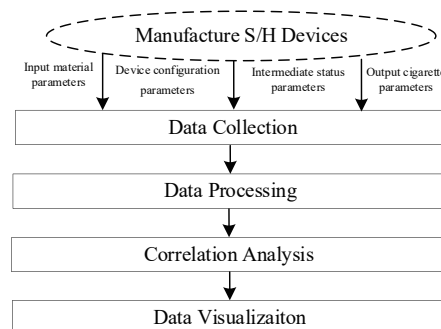 Manufacture S/H Devices
Input material
parameters
Device configuration
parameters
Intermediate status
parameters
Output cigarette
parameters
Data Collection
Data Processing
Correlation Analysis
Data Visualizaiton